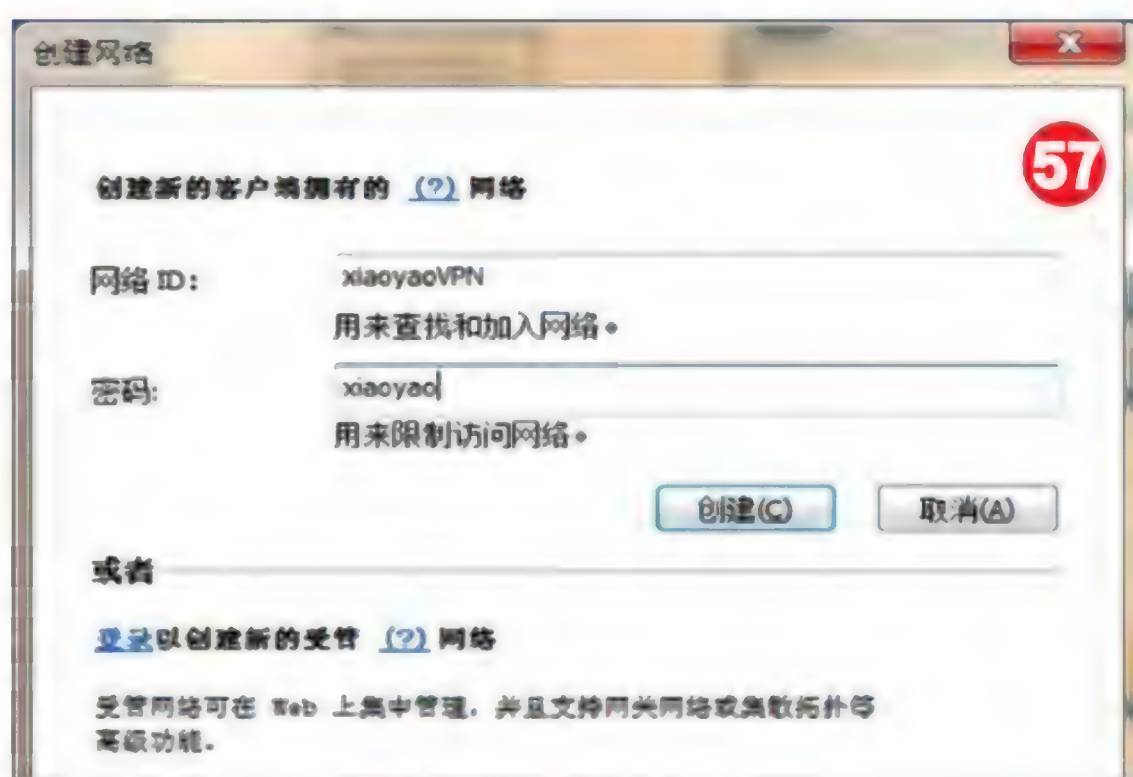 创建网络
57
创建新的客户端拥有的 (?) 网络
网络 ID: xiaoyaoVPN
用来查找和加入网络。
密码: xiaoyao
用来限制访问网络。
创建(C) 取消(A)
或者
登录以创建新的受管 (?) 网络
受管网络可在 Web 上集中管理，并且支持网关网络或集散拓扑等
高级功能。